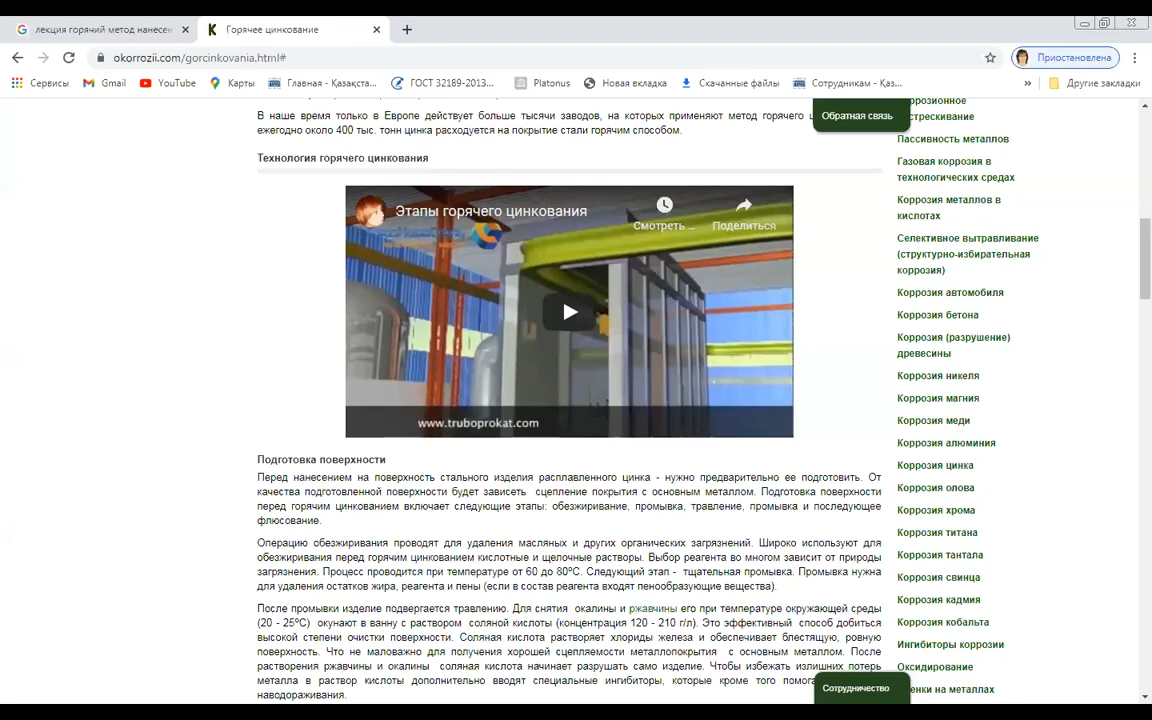 лекция горячий метод нанесен
Горячее цинкование
okorrozii.com/gorcinkovania.html#
Приостановлена
Сервисы
Gmail
YouTube
Карты
Главная - Қазақста...
ГОСТ 32189-2013...
Platonus
Новая вкладка
Скачанные файлы
Сотрудникам - Қаз...
»
Другие закладки
В наше время только в Европе действует больше тысячи заводов, на которых применяют метод горячего
ежегодно около 400 тыс. тонн цинка расходуется на покрытие стали горячим способом.
Обратная связь
Технология горячего цинкования
Этапы горячего цинкования
Смотреть ...
Поделиться
www.truboprokat.com
Подготовка поверхности
Перед нанесением на поверхность стального изделия расплавленного цинка - нужно предварительно ее подготовить. От
качества подготовленной поверхности будет зависеть сцепление покрытия с основным металлом. Подготовка поверхности
перед горячим цинкованием включает следующие этапы: обезжиривание, промывка, травление, промывка и последующее
флюсование.
Операцию обезжиривания проводят для удаления масляных и других органических загрязнений. Широко используют для
обезжиривания перед горячим цинкованием кислотные и щелочные растворы. Выбор реагента во многом зависит от природы
загрязнения. Процесс проводится при температуре от 60 до 80ºС. Следующий этап - тщательная промывка. Промывка нужна
для удаления остатков жира, реагента и пены (если в состав реагента входят пенообразующие вещества).
После промывки изделие подвергается травлению. Для снятия окалины и ржавчины его при температуре окружающей среды
(20 - 25ºС) окунают в ванну с раствором соляной кислоты (концентрация 120 - 210 г/л). Это эффективный способ добиться
высокой степени очистки поверхности. Соляная кислота растворяет хлориды железа и обеспечивает блестящую, ровную
поверхность. Что не маловажно для получения хорошей сцепляемости металлопокрытия с основным металлом. После
растворения ржавчины и окалины соляная кислота начинает разрушать само изделие. Чтобы избежать излишних потерь
металла в раствор кислоты дополнительно вводят специальные ингибиторы, которые кроме того помога
наводораживания.
Коррозионное
стрескивание
Пассивность металлов
Газовая коррозия в
технологических средах
Коррозия металлов в
кислотах
Селективное вытравливание
(структурно-избирательная
коррозия)
Коррозия автомобиля
Коррозия бетона
Коррозия (разрушение)
древесины
Коррозия никеля
Коррозия магния
Коррозия меди
Коррозия алюминия
Коррозия цинка
Коррозия олова
Коррозия хрома
Коррозия титана
Коррозия тантала
Коррозия свинца
Коррозия кадмия
Коррозия кобальта
Ингибиторы коррозии
Оксидирование
енки на металлах
Сотрудничество